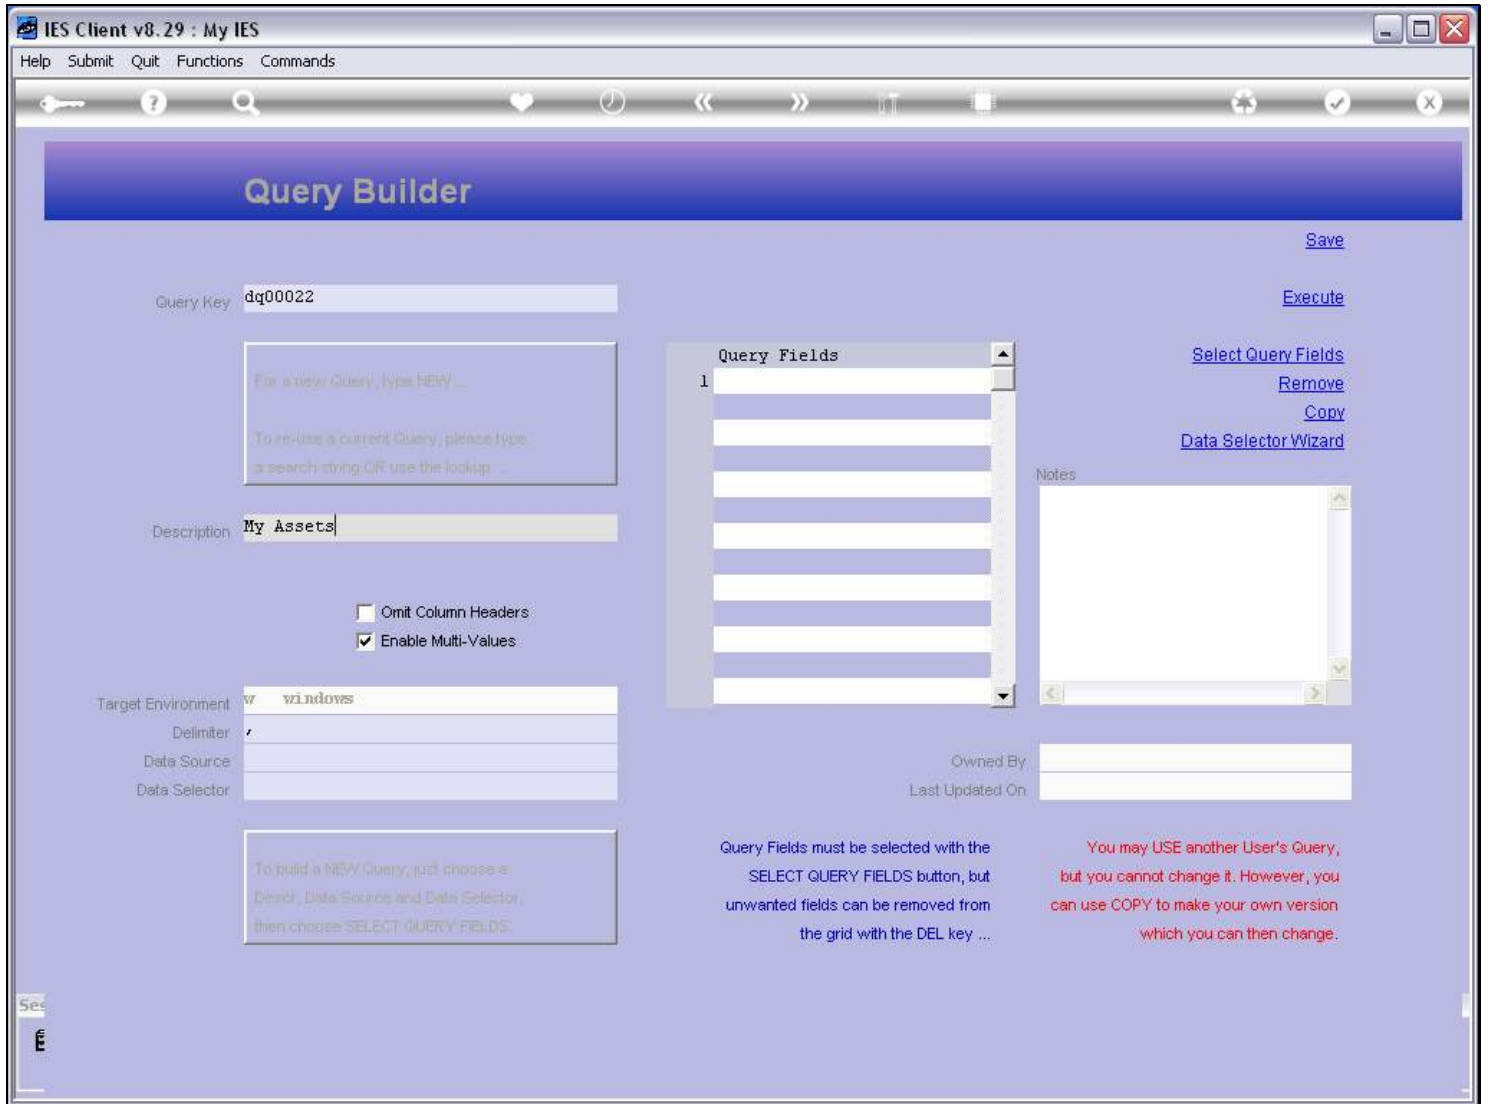 IES Client v8.29 : My IES
Help Submit Quit Functions Commands
Query Builder
Save
Query Key dq00022
Execute
For a new Query, type NEW ...
To re-use a current Query, please type
a search string OR use the lookup ...
Query Fields
1
Select Query Fields
Remove
Copy
Data Selector Wizard
Notes
Description My Assets
Omit Column Headers
Enable Multi-Values
Target Environment w windows
Delimiter ,
Data Source
Data Selector
Owned By
Last Updated On
To build a NEW Query, just choose a
Descr, Data Source and Data Selector,
then choose SELECT QUERY FIELDS.
Query Fields must be selected with the
SELECT QUERY FIELDS button, but
unwanted fields can be removed from
the grid with the DEL key ...
You may USE another User's Query,
but you cannot change it. However, you
can use COPY to make your own version
which you can then change.
Ses